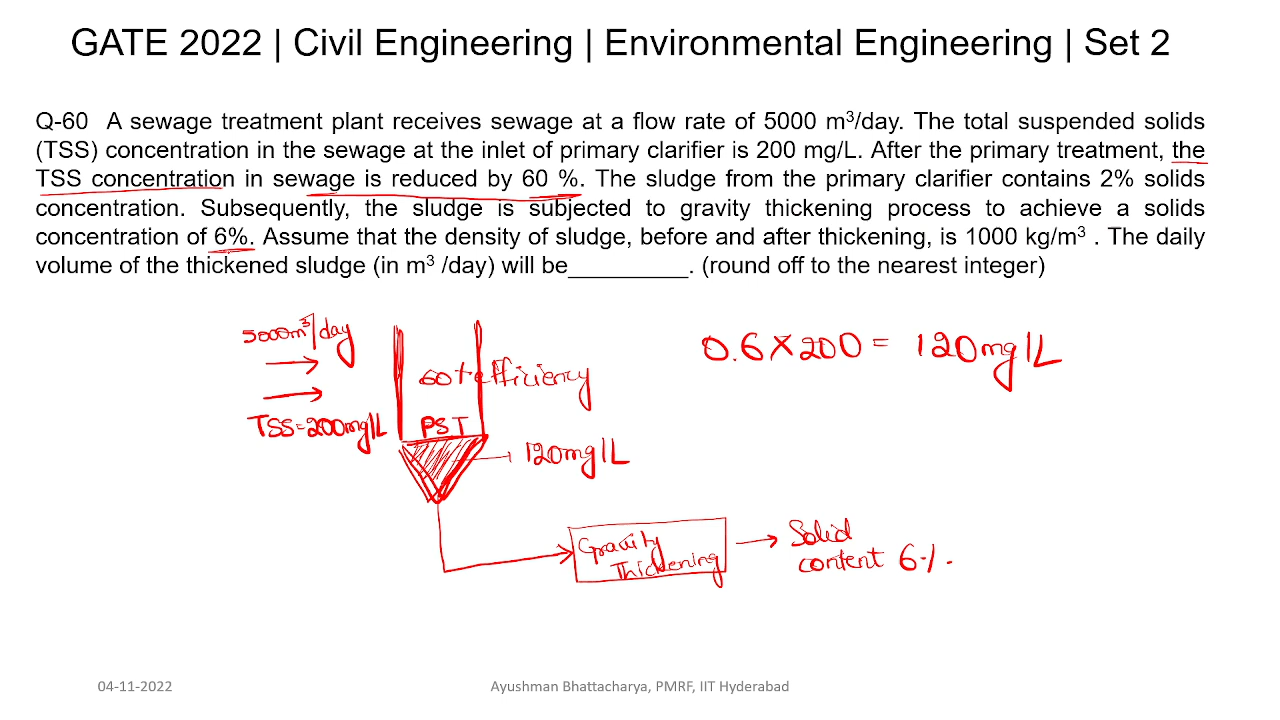 GATE 2022 | Civil Engineering | Environmental Engineering | Set 2
Q-60 A sewage treatment plant receives sewage at a flow rate of 5000 m³/day. The total suspended solids
(TSS) concentration in the sewage at the inlet of primary clarifier is 200 mg/L. After the primary treatment, the
TSS concentration in sewage is reduced by 60 %. The sludge from the primary clarifier contains 2% solids
concentration. Subsequently, the sludge is subjected to gravity thickening process to achieve a solids
concentration of 6%. Assume that the density of sludge, before and after thickening, is 1000 kg/m³ . The daily
volume of the thickened sludge (in m³ /day) will be_________. (round off to the nearest integer)
5000m³/day
0.6 X 200 = 120mg/L
60% efficiency
TSS=200mg/L
PST
120mg/L
Gravity
Thickening
Solid
content 6%.
04-11-2022
Ayushman Bhattacharya, PMRF, IIT Hyderabad